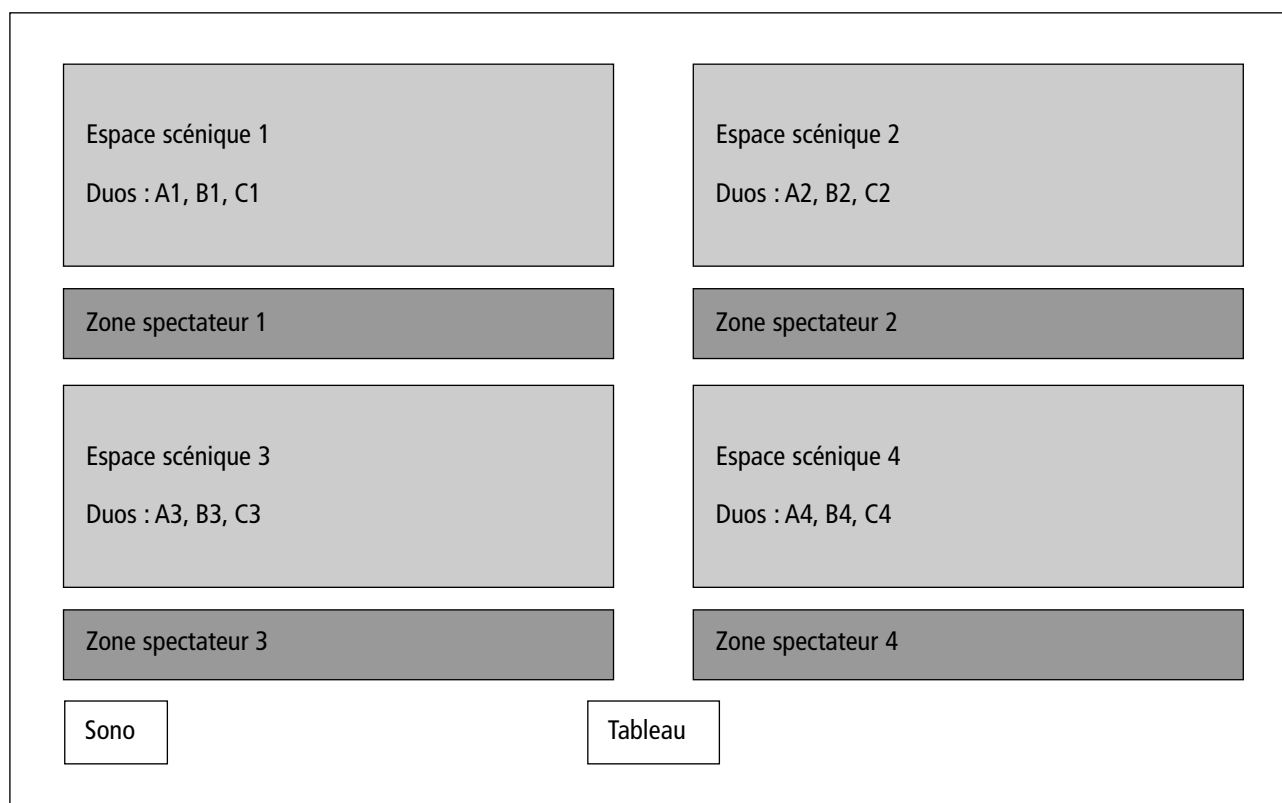 Espace scénique 1
Duos : A1, B1, C1
Espace scénique 2
Duos : A2, B2, C2
Zone spectateur 1
Zone spectateur 2
Espace scénique 3
Duos : A3, B3, C3
Espace scénique 4
Duos : A4, B4, C4
Zone spectateur 3
Zone spectateur 4
Sono
Tableau